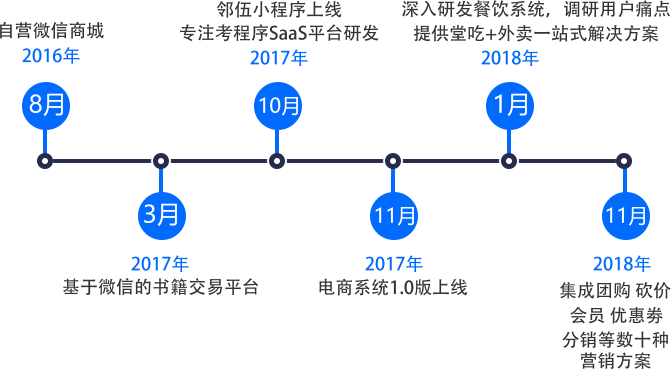 自营微信商城
2016年
8月
3月
2017年
基于微信的书籍交易平台
邻伍小程序上线
专注考程序SaaS平台研发
2017年
10月
11月
2017年
电商系统1.0版上线
深入研发餐饮系统，调研用户痛点
提供堂吃+外卖一站式解决方案
2018年
1月
11月
2018年
集成团购 砍价
会员 优惠劵
分销等数十种
营销方案